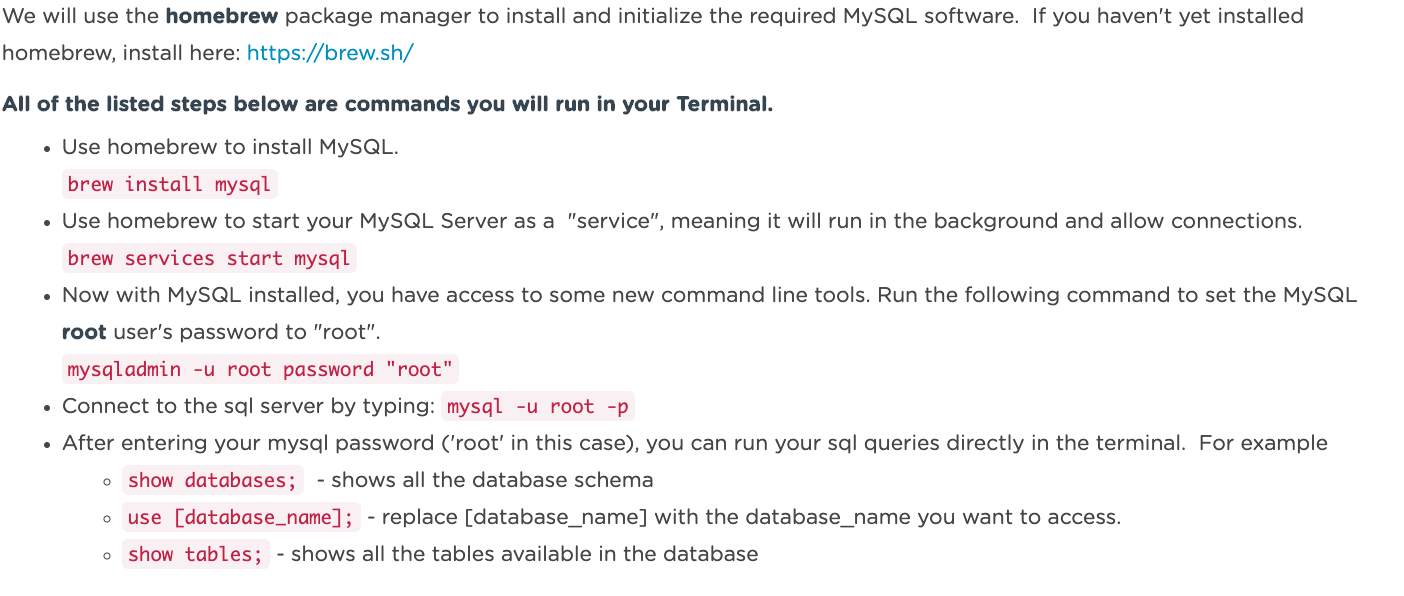 We will use the homebrew package manager to install and initialize the required MySQL software.  If you haven't yet installed
homebrew, install here: https://brew.sh/
All of the listed steps below are commands you will run in your Terminal.
• Use homebrew to install MySQL.
brew install mysql
• Use homebrew to start your MySQL Server as a  "service", meaning it will run in the background and allow connections.
brew services start mysql
• Now with MySQL installed, you have access to some new command line tools. Run the following command to set the MySQL
root user's password to "root".
mysqladmin -u root password "root"
• Connect to the sql server by typing: mysql -u root -p
• After entering your mysql password ('root' in this case), you can run your sql queries directly in the terminal.  For example
◦ show databases;  - shows all the database schema
◦ use [database_name]; - replace [database_name] with the database_name you want to access.
◦ show tables; - shows all the tables available in the database